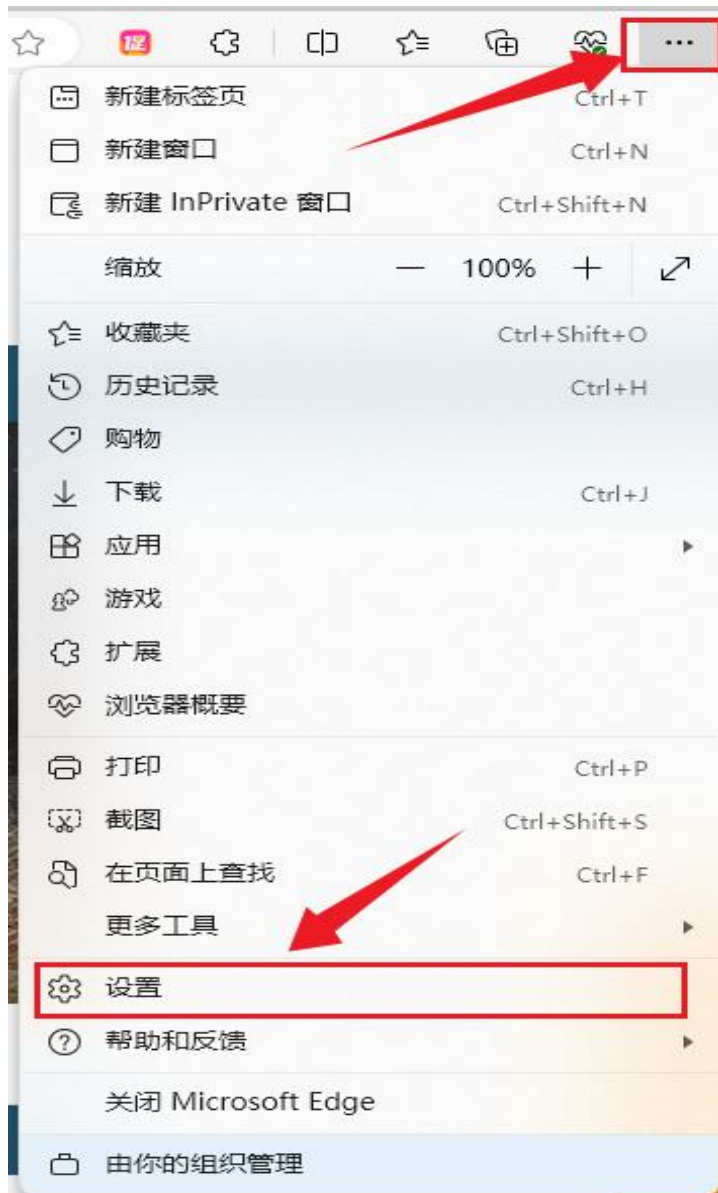 新建标签页 Ctrl+T
新建窗口 Ctrl+N
新建 InPrivate 窗口 Ctrl+Shift+N
缩放 — 100% +
收藏夹 Ctrl+Shift+O
历史记录 Ctrl+H
购物
下载 Ctrl+J
应用
游戏
扩展
浏览器概要
打印 Ctrl+P
截图 Ctrl+Shift+S
在页面上查找 Ctrl+F
更多工具
设置
帮助和反馈
关闭 Microsoft Edge
由你的组织管理